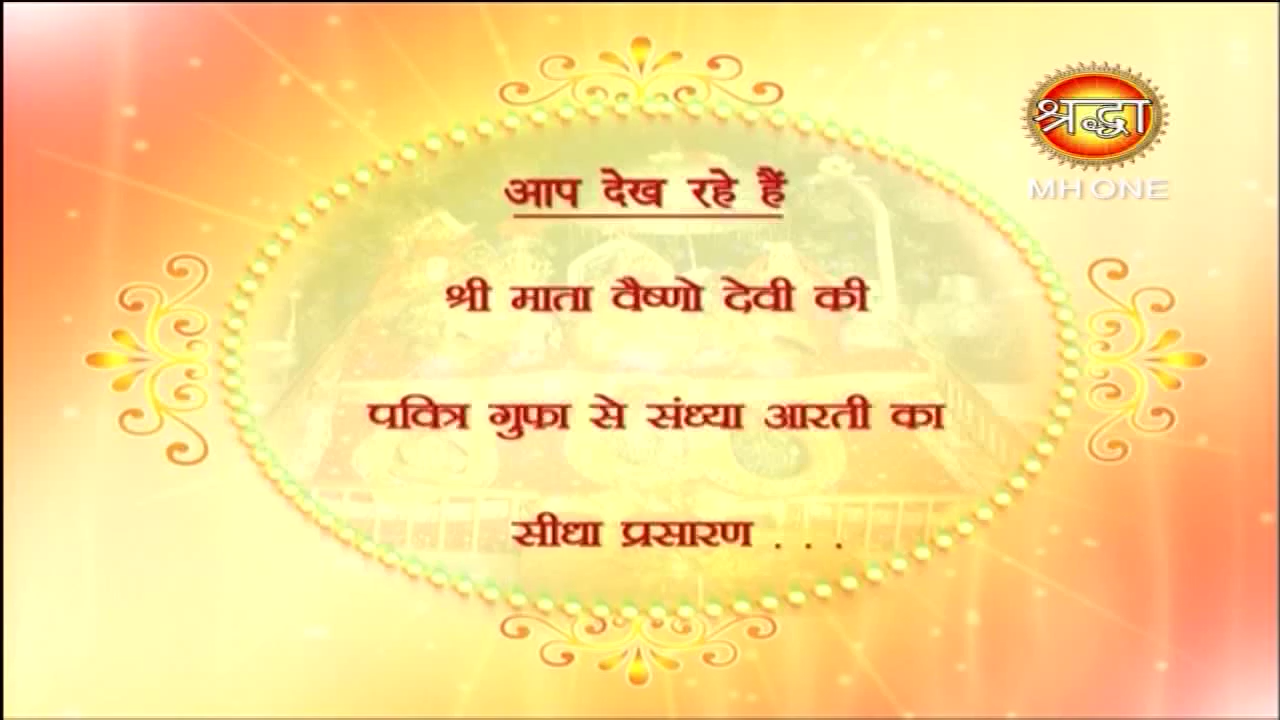 श्रद्धा
MH ONE
आप देख रहे हैं
श्री माता वैष्णो देवी की
पवित्र गुफा से संध्या आरती का
सीधा प्रसारण . . .